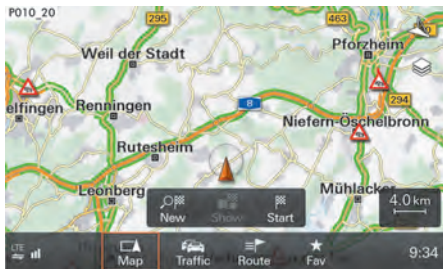 P010_20
295
463
Pforzheim
Weil der Stadt
elfingen
Renningen
8
294
Niefern-Öschelbronn
Rutesheim
Leonberg
Mühlacker
New
Show
Start
4.0 km
LTE
Map
Traffic
Route
Fav
9:34